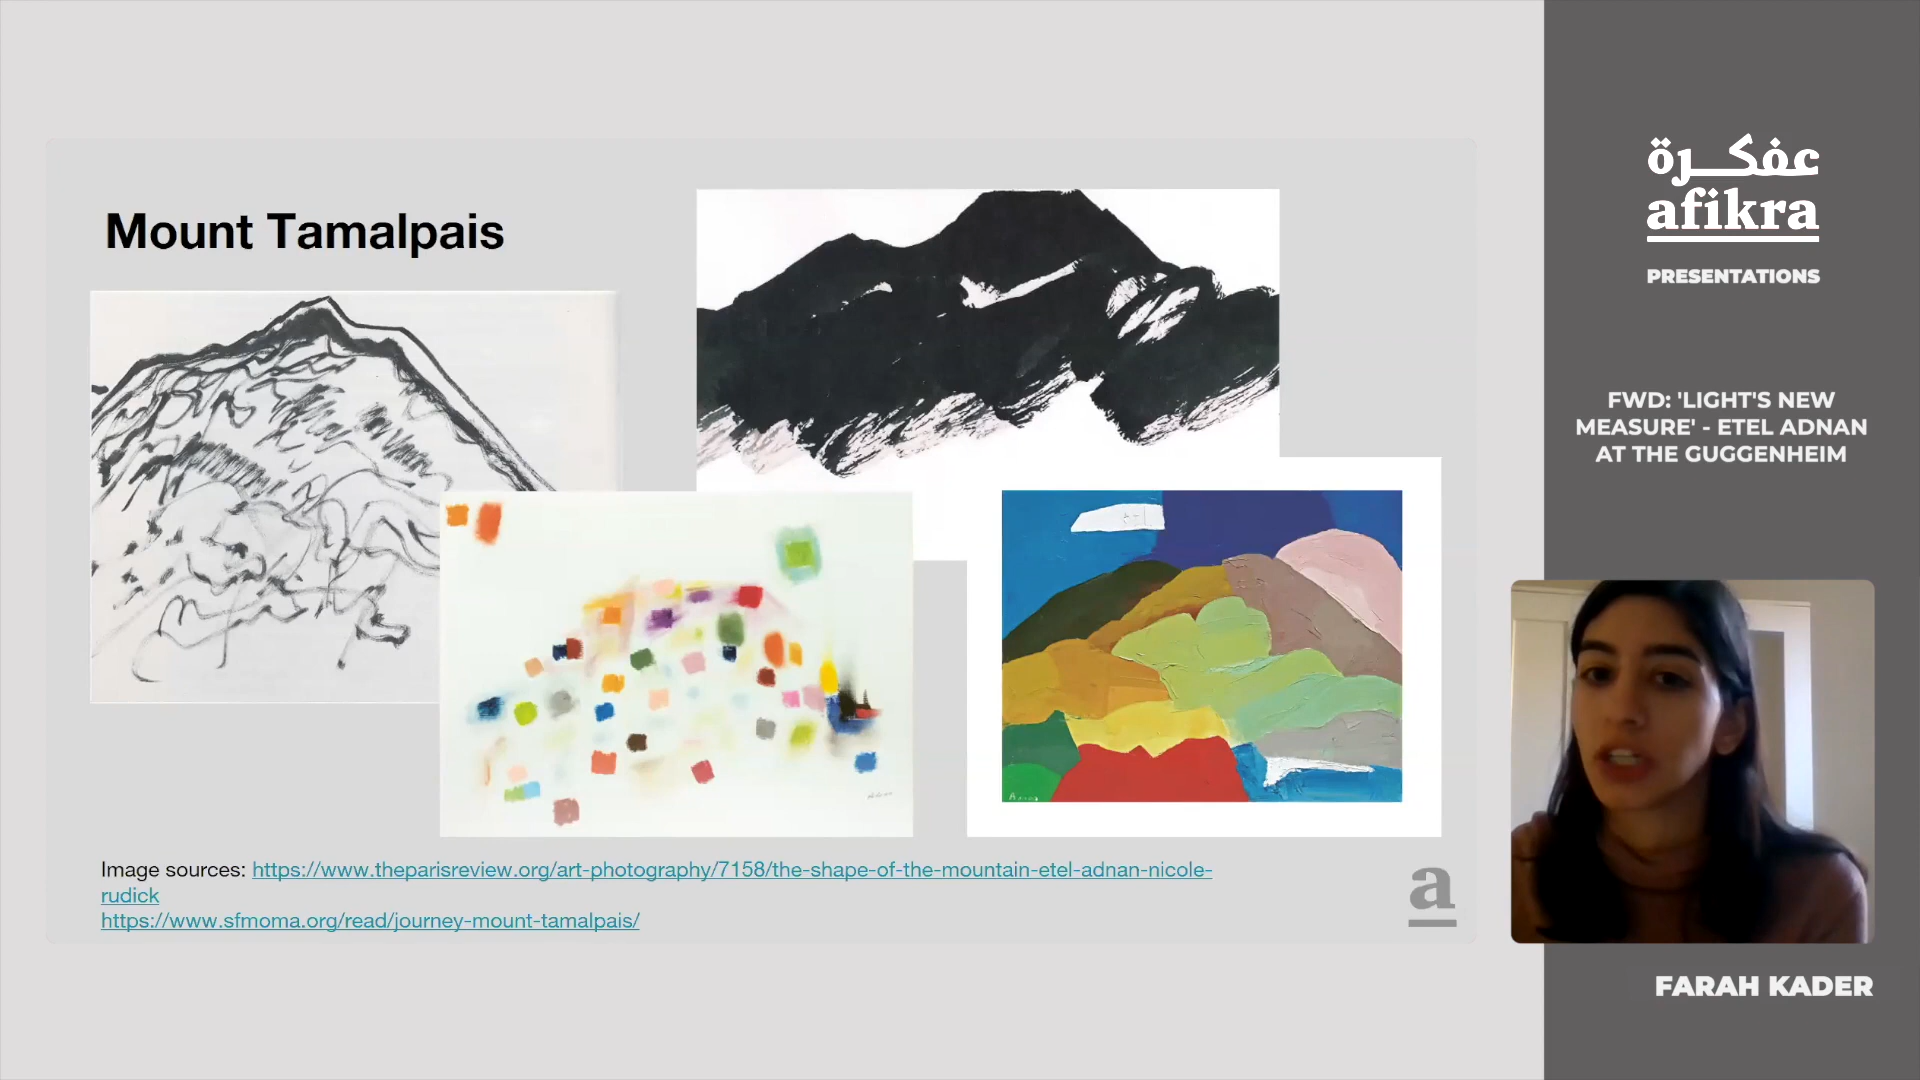 Mount Tamalpais
Image sources: https://www.theparisreview.org/art-photography/7158/the-shape-of-the-mountain-etel-adnan-nicole-
rudick
https://www.sfmoma.org/read/journey-mount-tamalpais/
a
عفكرة
afikra
PRESENTATIONS
FWD: 'LIGHT'S NEW
MEASURE' - ETEL ADNAN
AT THE GUGGENHEIM
FARAH KADER